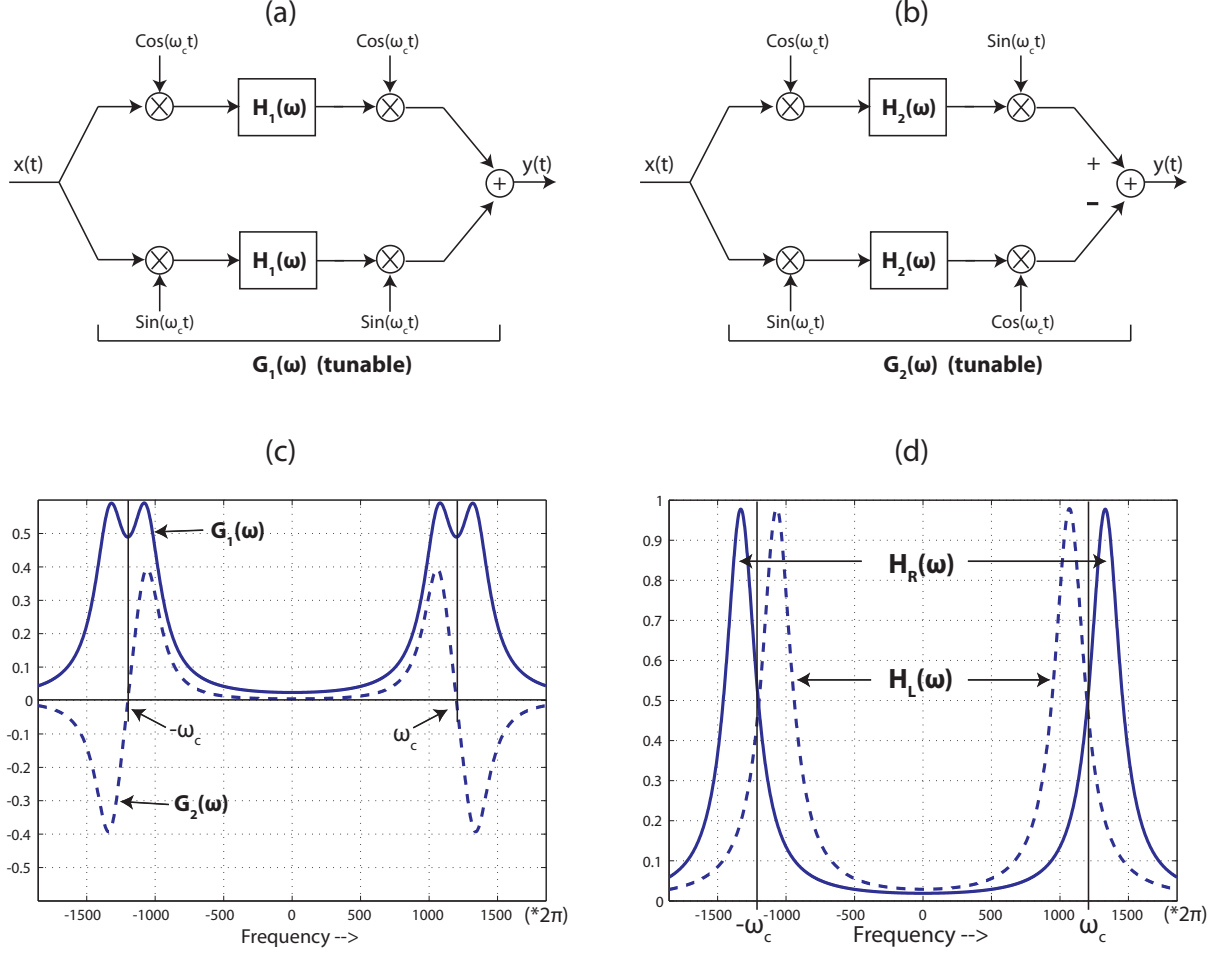 (a)
(b)
Cos(ω_c t)
Cos(ω_c t)
Cos(ω_c t)
Sin(ω_c t)
H_1(ω)
H_2(ω)
x(t)
y(t)
x(t)
+
y(t)
+
+
−
H_1(ω)
H_2(ω)
Sin(ω_c t)
Sin(ω_c t)
Sin(ω_c t)
Cos(ω_c t)
G_1(ω) (tunable)
G_2(ω) (tunable)
(c)
0.5
0.4
0.3
0.2
0.1
0
-0.1
-0.2
-0.3
-0.4
-0.5
G_1(ω)
-ω_c
ω_c
G_2(ω)
-1500 -1000 -500 0 500 1000 1500 (*2π)
Frequency -->
(d)
1
0.9
0.8
0.7
0.6
0.5
0.4
0.3
0.2
0.1
0
H_R(ω)
H_L(ω)
-1500 -1000 -500 0 500 1000 1500 (*2π)
-ω_c Frequency --> ω_c